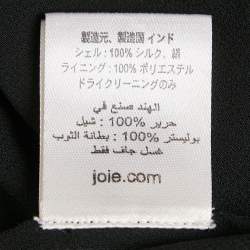 製造元、製造国 インド
シェル: 100% シルク、絹
ライニング: 100% ポリエステル
ドライクリーニングのみ
الهند صنع في
حرير 100%: شيل
بوليستر 100%: بطانة الثوب
غسل جاف فقط
joie.com